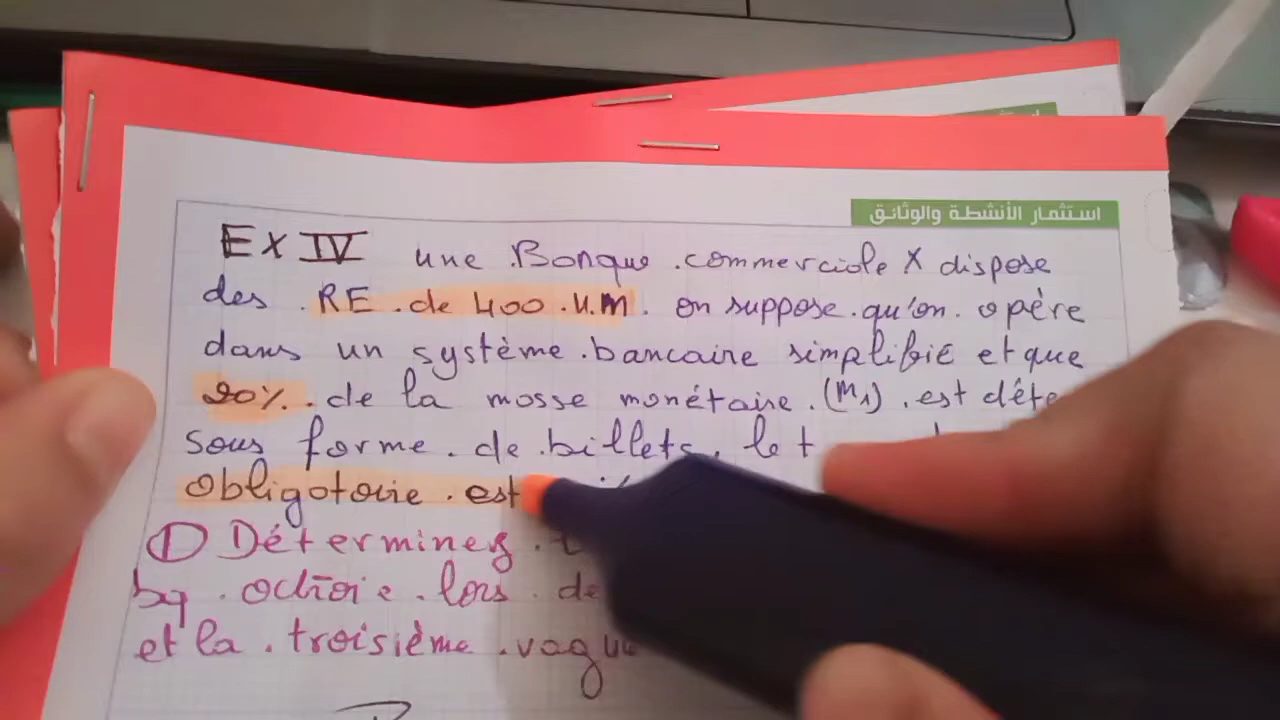 استثمار الأنشطة والوثائق
EX IV une Banque commerciale X dispose
des RE de 400 u.m. on suppose qu'on opère
dans un système bancaire simplifié et que
20% de la masse monétaire (M1) est
sous forme de billets. le
obligatoire est
① Déterminez
bq octroie lors de
et la troisième